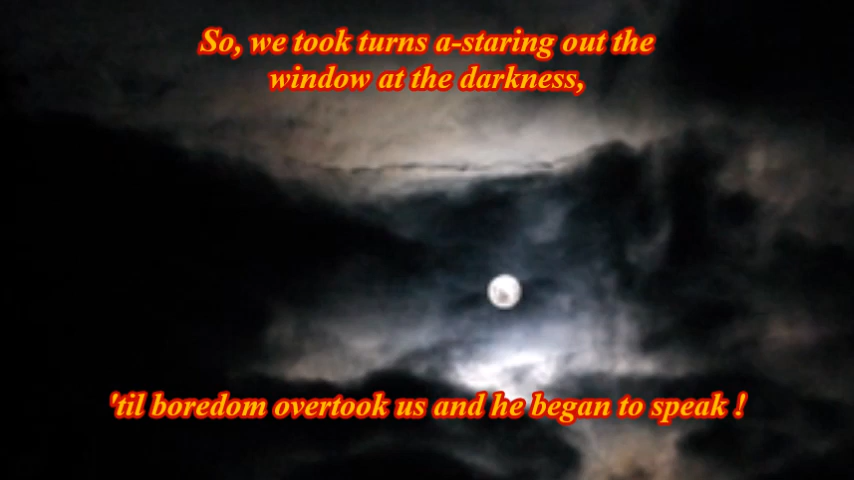 So, we took turns a-staring out the
window at the darkness,
'til boredom overtook us and he began to speak !